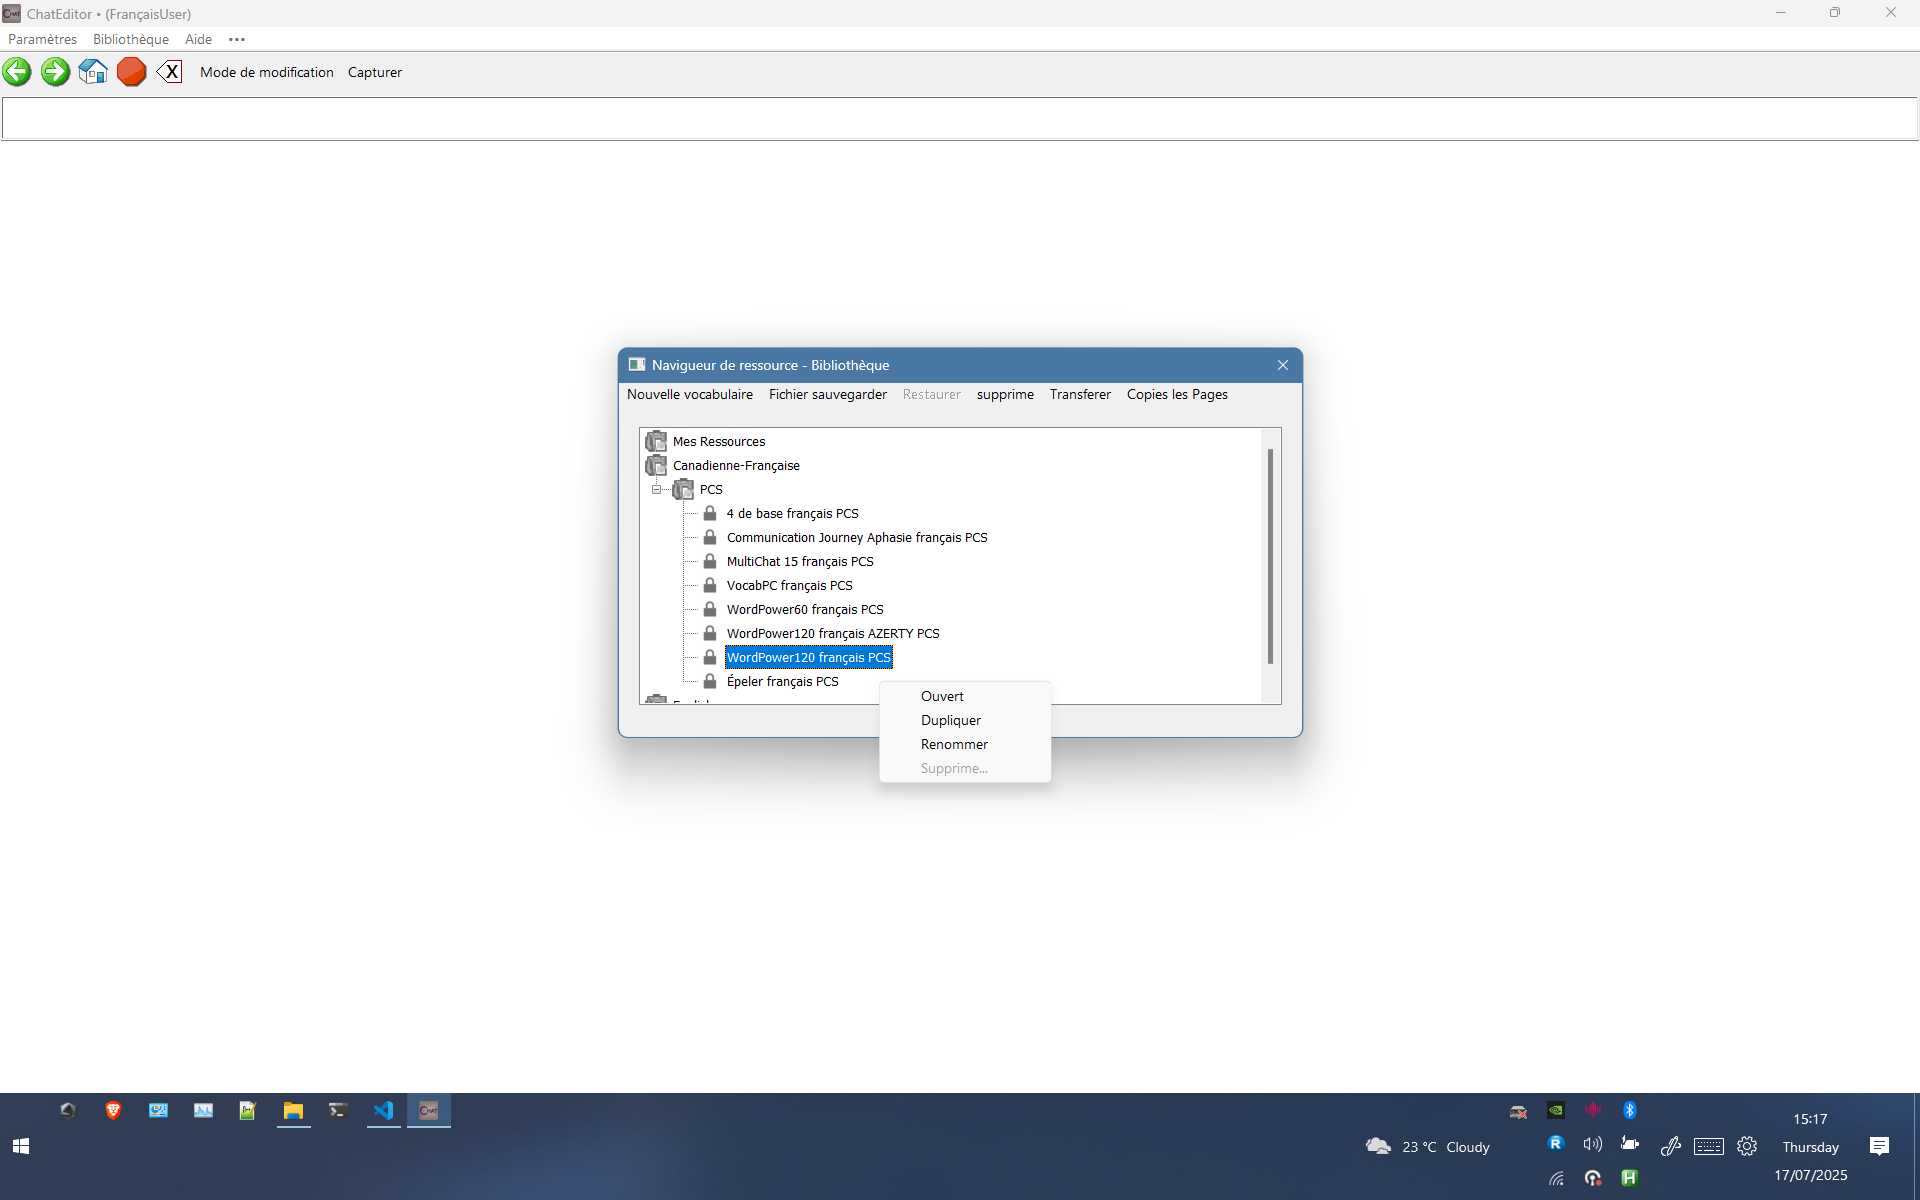 ChatEditor • (FrançaisUser)
Paramètres Bibliothèque Aide •••
X Mode de modification Capturer
Navigueur de ressource - Bibliothèque
Nouvelle vocabulaire Fichier sauvegarder Restaurer supprime Transferer Copies les Pages
Mes Ressources
Canadienne-Française
PCS
4 de base français PCS
Communication Journey Aphasie français PCS
MultiChat 15 français PCS
VocabPC français PCS
WordPower60 français PCS
WordPower120 français AZERTY PCS
WordPower120 français PCS
Épeler français PCS
Ouvert
Dupliquer
Renommer
Supprime...
CHAT
15:17
23 °C Cloudy
R
Thursday
H
17/07/2025